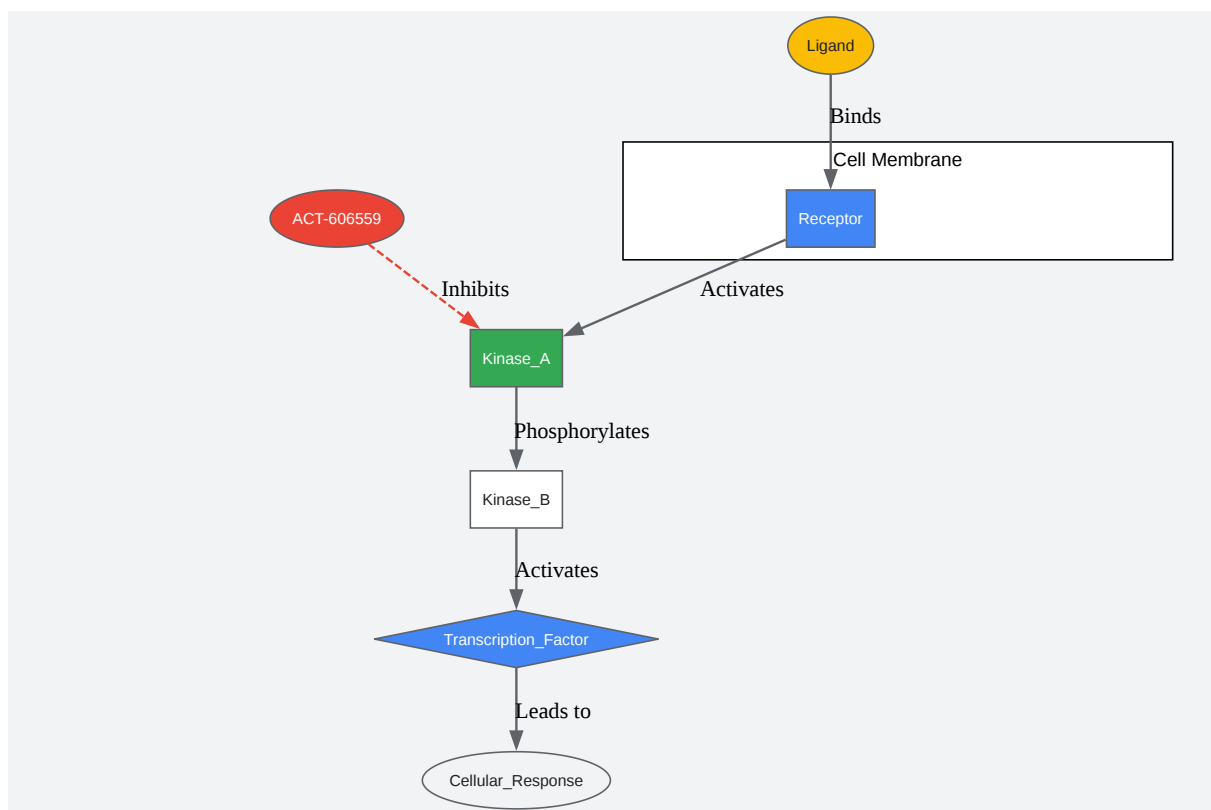 Ligand
Binds
Cell Membrane
ACT-606559
Receptor
Inhibits
Activates
Kinase_A
Phosphorylates
Kinase_B
Activates
Transcription_Factor
Leads to
Cellular_Response